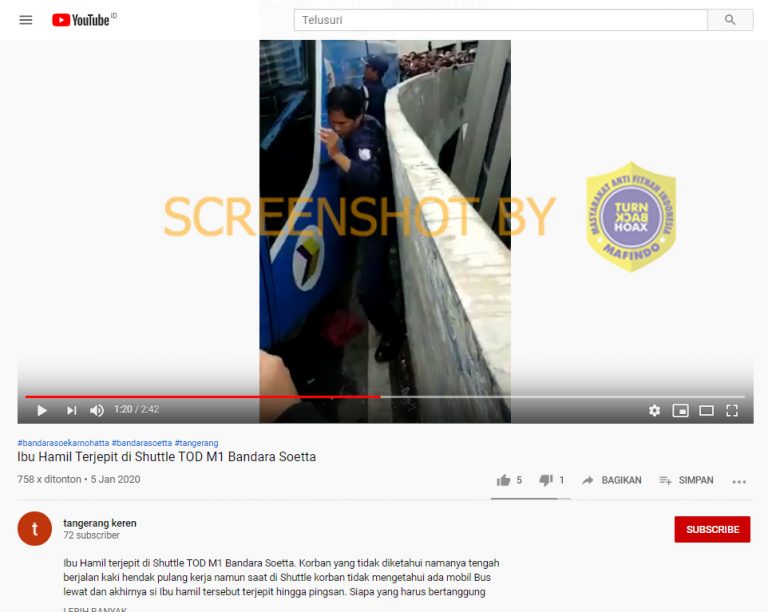 YouTube ID
Telusuri
SCREENSHOT BY
MASYARAKAT ANTI FITNAH INDONESIA
TURN
BACK
HOAX
MAFINDO
1:20 / 2:42
#bandarasoekarnohatta #bandarasoetta #tangerang
Ibu Hamil Terjepit di Shuttle TOD M1 Bandara Soetta
758 x ditonton • 5 Jan 2020
5
1
BAGIKAN
SIMPAN
t
tangerang keren
72 subscriber
SUBSCRIBE
Ibu Hamil terjepit di Shuttle TOD M1 Bandara Soetta. Korban yang tidak diketahui namanya tengah
berjalan kaki hendak pulang kerja namun saat di Shuttle korban tidak mengetahui ada mobil Bus
lewat dan akhirnya si Ibu hamil tersebut terjepit hingga pingsan. Siapa yang harus bertanggung
LEBIH BANYAK